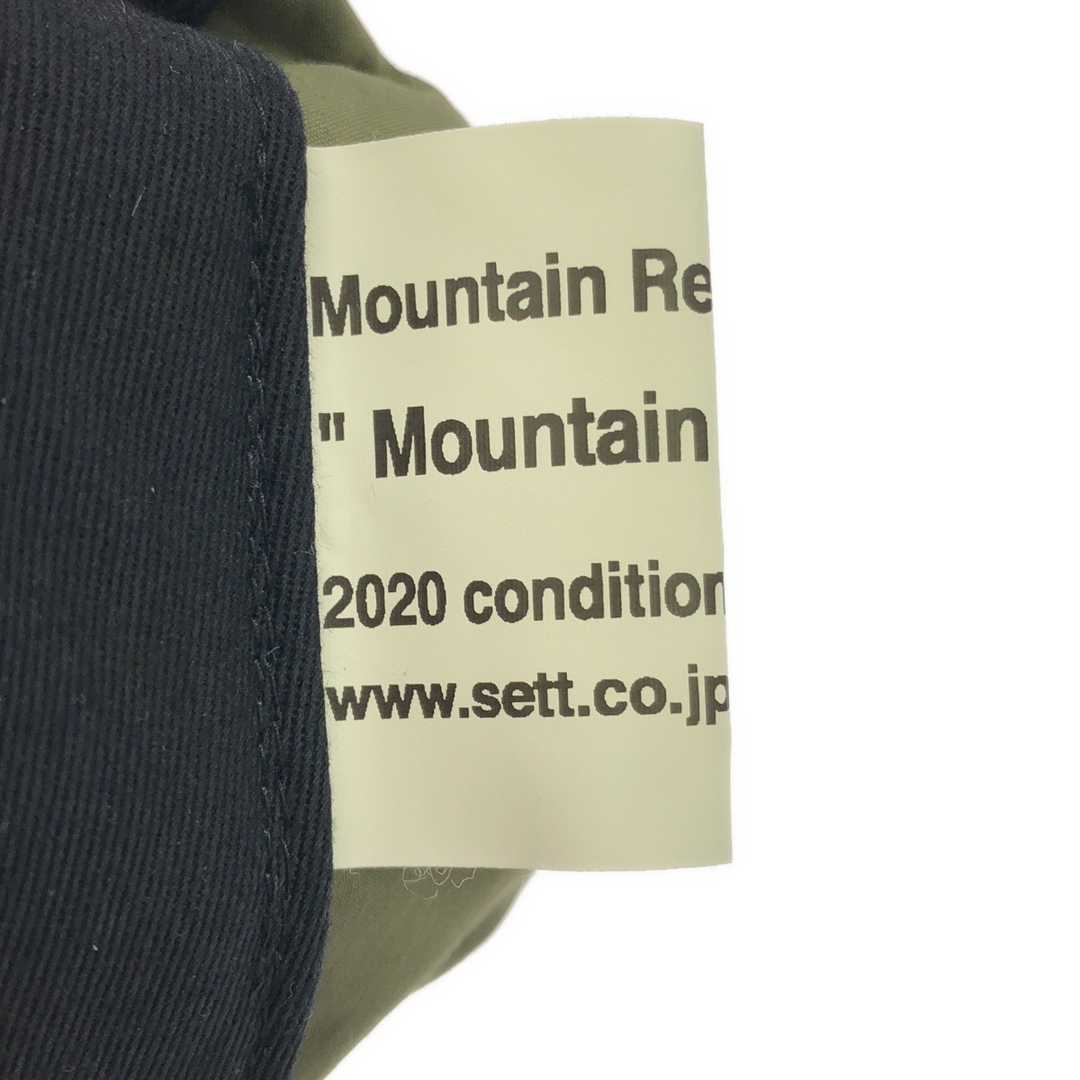 Mountain Re
" Mountain
2020 condition
www.sett.co.jp